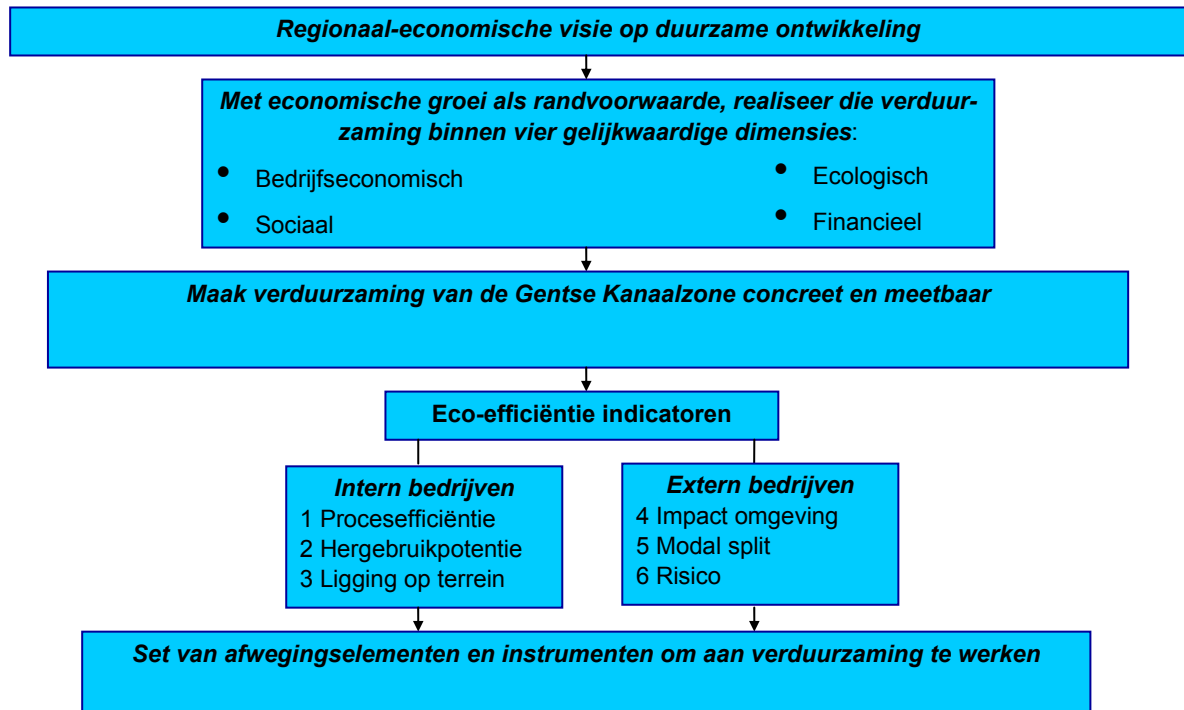 Regionaal-economische visie op duurzame ontwikkeling
Met economische groei als randvoorwaarde, realiseer die verduur-
zaming binnen vier gelijkwaardige dimensies:
• Bedrijfseconomisch
• Sociaal
• Ecologisch
• Financieel
Maak verduurzaming van de Gentse Kanaalzone concreet en meetbaar
Eco-efficiëntie indicatoren
Intern bedrijven
1 Procesefficiëntie
2 Hergebruikpotentie
3 Ligging op terrein
Extern bedrijven
4 Impact omgeving
5 Modal split
6 Risico
Set van afwegingselementen en instrumenten om aan verduurzaming te werken